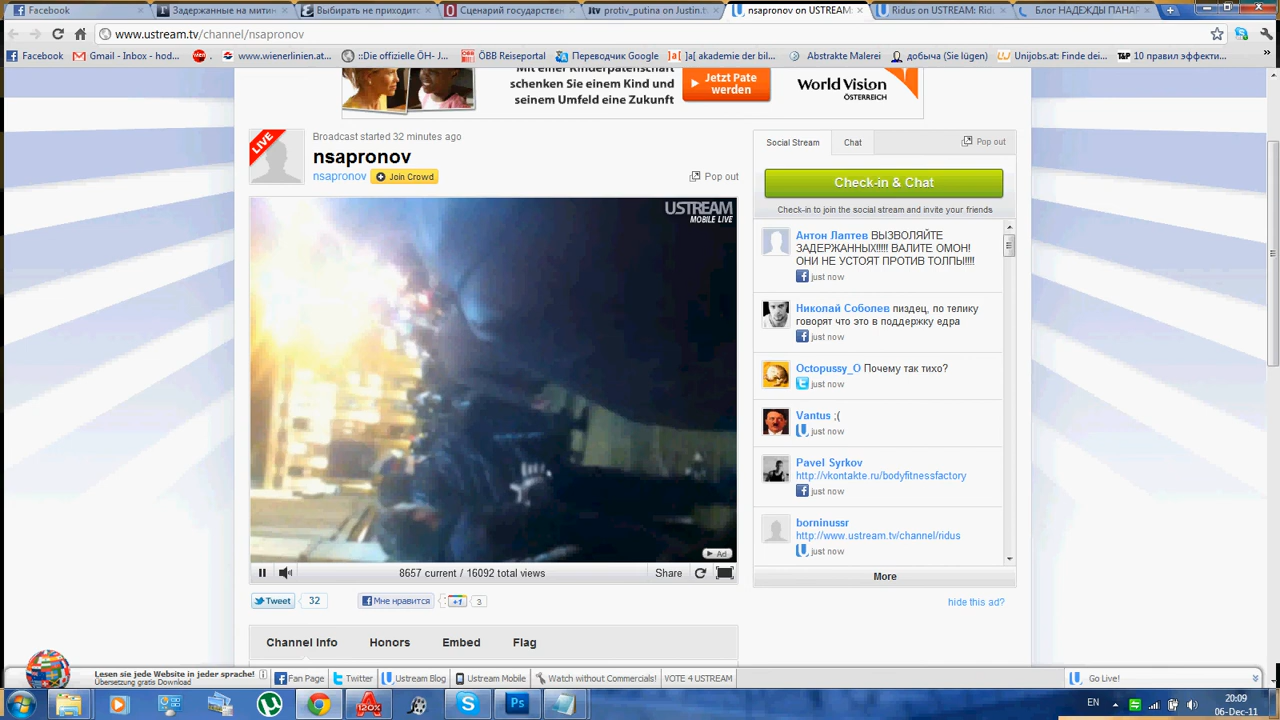 Facebook
Задержанные на митин
Выбирать не приходитс
Сценарий государствен
protiv_putina on Justin.t
nsapronov on USTREAM:
Ridus on USTREAM: Rid
Блог НАДЕЖДЫ ПАНАР
www.ustream.tv/channel/nsapronov
Facebook
Gmail - Inbox - hod...
www.wienerlinien.at...
::Die offizielle ÖH- J...
ÖBB Reiseportal
Переводчик Google
]a[ akademie der bil...
Abstrakte Malerei
добыча (Sie lügen)
Unijobs.at: Finde dei...
10 правил эффекти...
Mit einer Kinderpatenschaft
schenken Sie einem Kind und
seinem Umfeld eine Zukunft
Jetzt Pate
werden
World Vision
ÖSTERREICH
LIVE
Broadcast started 32 minutes ago
nsapronov
nsapronov
Join Crowd
Pop out
USTREAM
MOBILE LIVE
Ad
8657 current / 16092 total views
Share
Tweet
32
Мне нравится
+1
3
Channel Info
Honors
Embed
Flag
Social Stream
Chat
Pop out
Check-in & Chat
Check-in to join the social stream and invite your friends
Антон Лаптев ВЫЗВОЛЯЙТЕ
ЗАДЕРЖАННЫХ!!!!! ВАЛИТЕ ОМОН!
ОНИ НЕ УСТОЯТ ПРОТИВ ТОЛПЫ!!!!
just now
Николай Соболев пиздец, по телику
говорят что это в поддержку едра
just now
Octopussy_O Почему так тихо?
just now
Vantus ;(
just now
Pavel Syrkov
http://vkontakte.ru/bodyfitnessfactory
just now
borninussr
http://www.ustream.tv/channel/ridus
just now
More
hide this ad?
Lesen sie jede Website in jeder sprache!
Übersetzung gratis Download
Fan Page
Twitter
Ustream Blog
Ustream Mobile
Watch without Commercials!
VOTE 4 USTREAM
Go Live!
EN
20:09
06-Dec-11